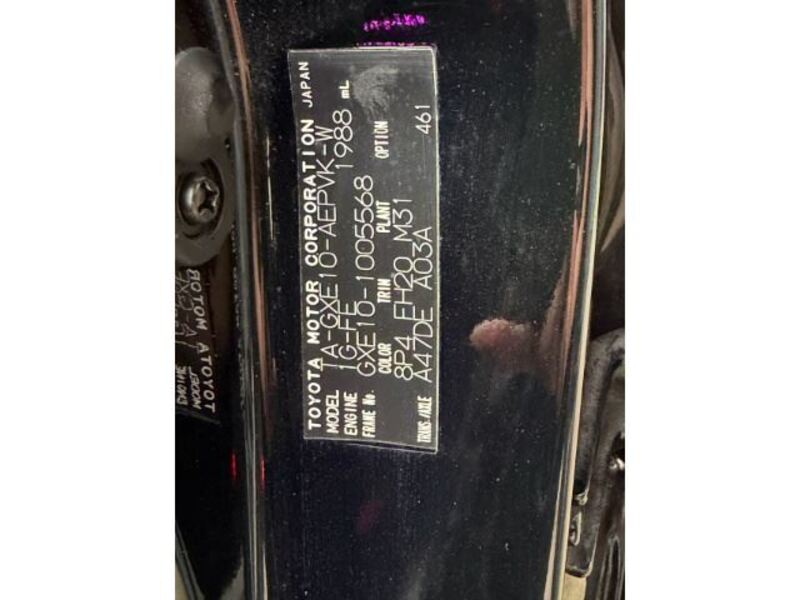 TOYOTA MOTOR CORPORATION JAPAN
MODEL TA-GXE10-AEPVK-W
ENGINE 1G-FE 1988 mL
FRAME No. GXE10-1005568
COLOR TRIM PLANT OPTION
8P4 EH20 M31 461
TRANS./AXLE A47DE A03A